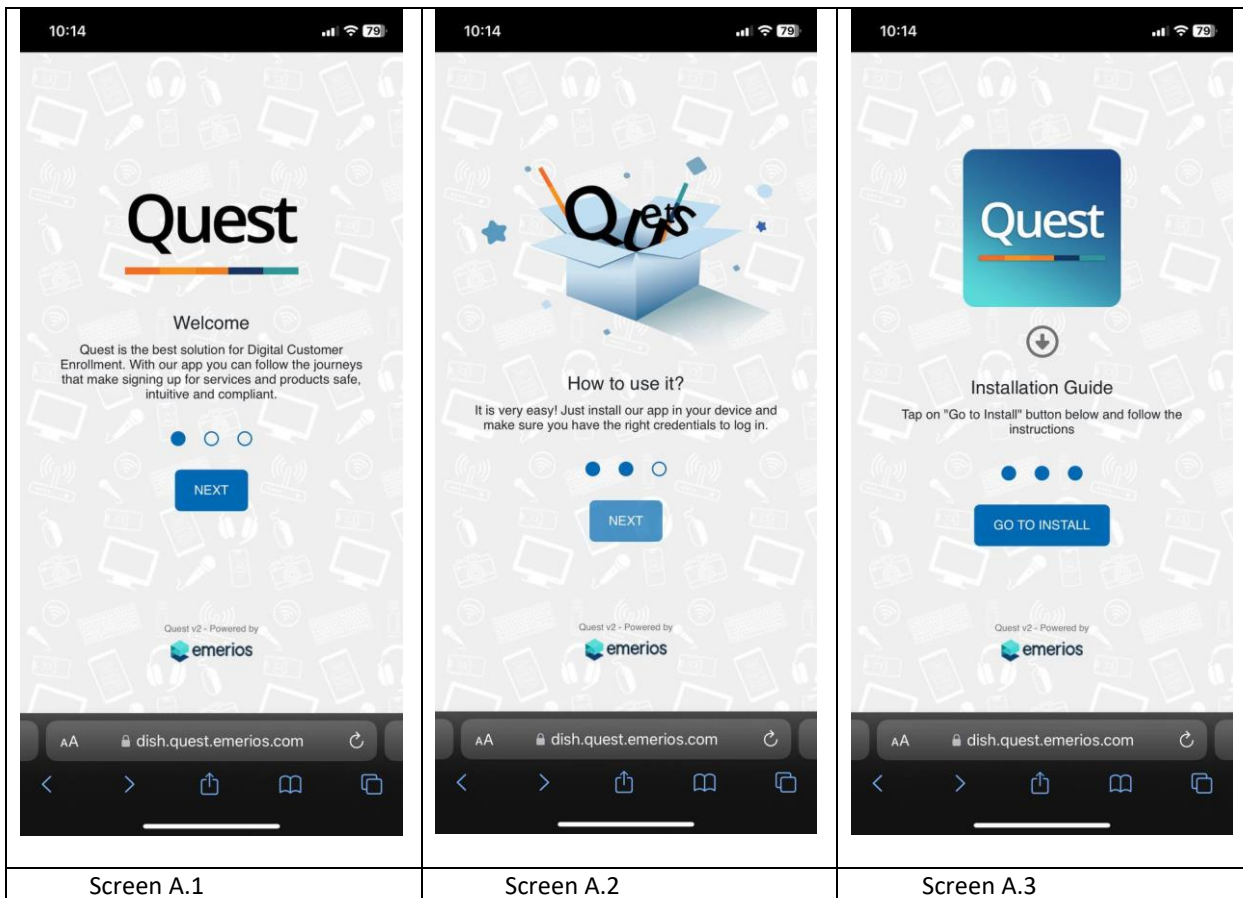 10:14
79
Quest
Welcome
Quest is the best solution for Digital Customer
Enrollment. With our app you can follow the journeys
that make signing up for services and products safe,
intuitive and compliant.
NEXT
Quest v2 - Powered by
emerios
AA dish.quest.emerios.com
Screen A.1
10:14
79
Quest
How to use it?
It is very easy! Just install our app in your device and
make sure you have the right credentials to log in.
NEXT
Quest v2 - Powered by
emerios
AA dish.quest.emerios.com
Screen A.2
10:14
79
Quest
Installation Guide
Tap on "Go to Install" button below and follow the
instructions
GO TO INSTALL
Quest v2 - Powered by
emerios
AA dish.quest.emerios.com
Screen A.3